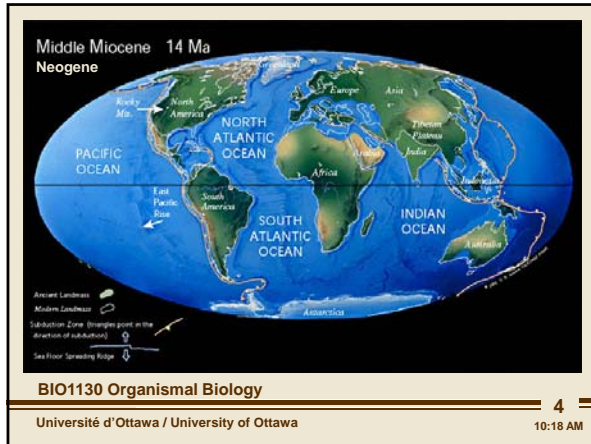 Middle Miocene 14 Ma
Neogene
Greenland
Rocky
Mts.
North
America
Europe
Asia
NORTH
ATLANTIC
OCEAN
Tibetan
Plateau
PACIFIC
OCEAN
Arabia
India
Africa
Indonesia
East
Pacific
Rise
South
America
SOUTH
ATLANTIC
OCEAN
INDIAN
OCEAN
Australia
Antarctica
Ancient Landmass
Modern Landmass
Subduction Zone (triangles point in the
direction of subduction)
Sea Floor Spreading Ridge
BIO1130 Organismal Biology
4
Université d'Ottawa / University of Ottawa
10:18 AM